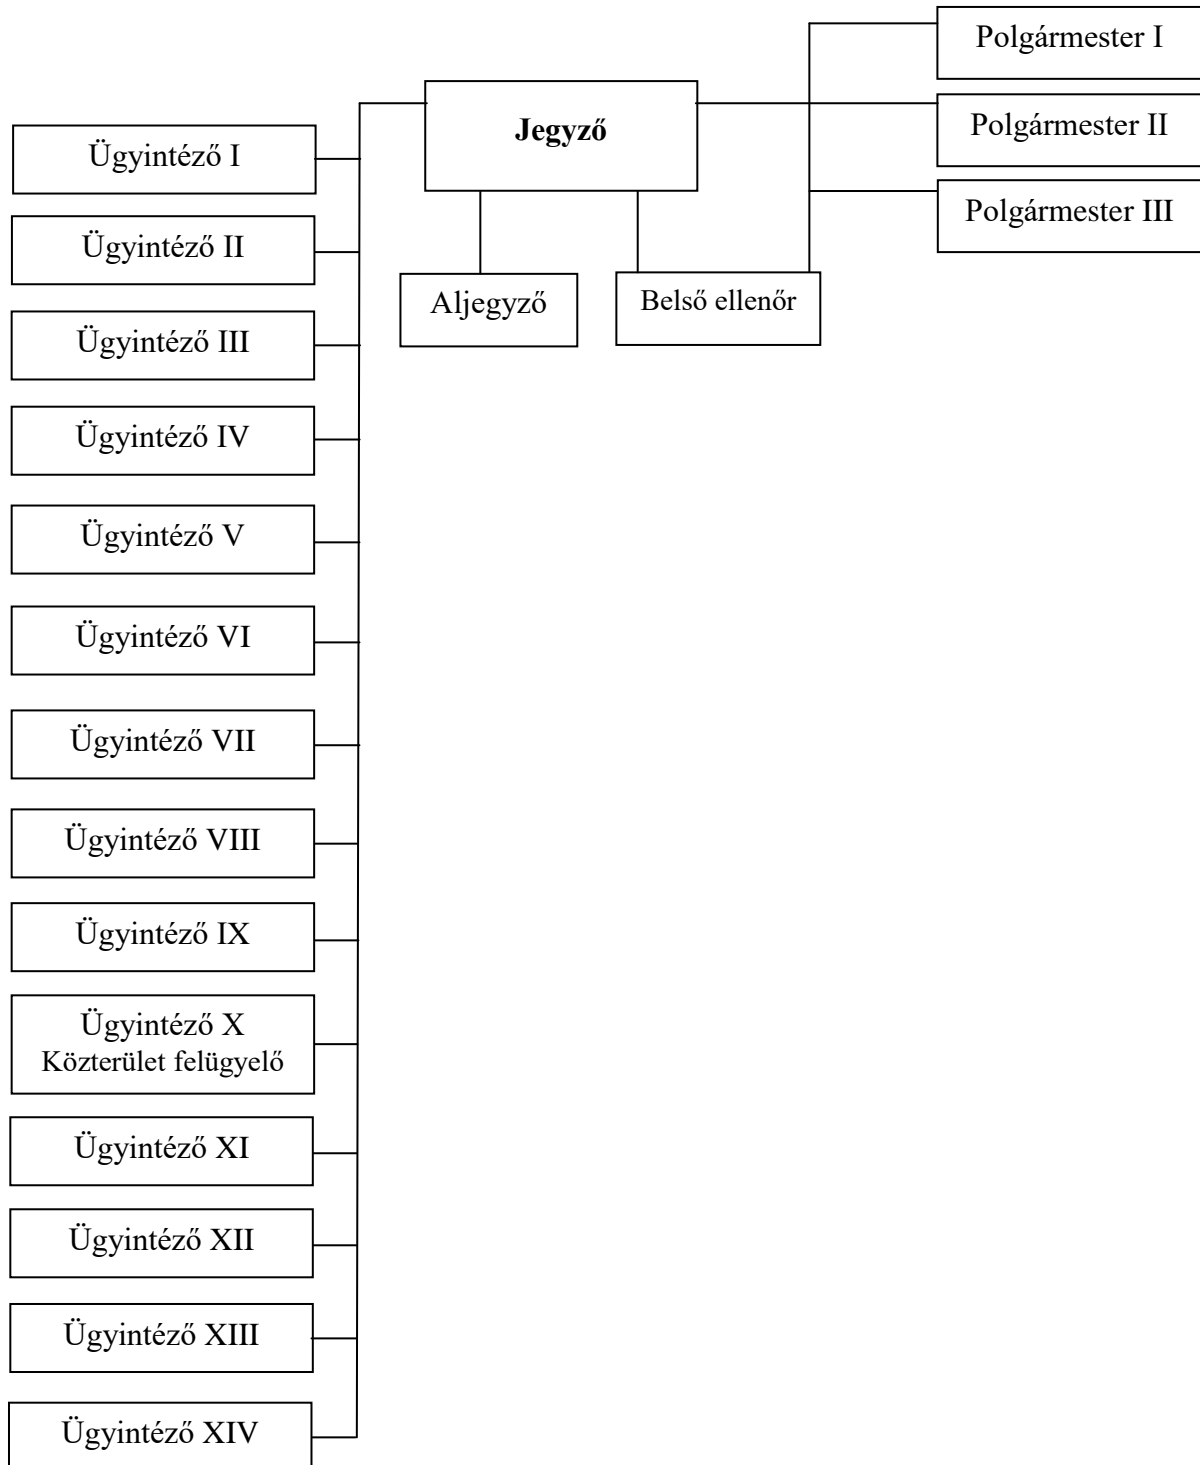 Polgármester I
Jegyző
Polgármester II
Ügyintéző I
Polgármester III
Ügyintéző II
Aljegyző
Belső ellenőr
Ügyintéző III
Ügyintéző IV
Ügyintéző V
Ügyintéző VI
Ügyintéző VII
Ügyintéző VIII
Ügyintéző IX
Ügyintéző X
Közterület felügyelő
Ügyintéző XI
Ügyintéző XII
Ügyintéző XIII
Ügyintéző XIV